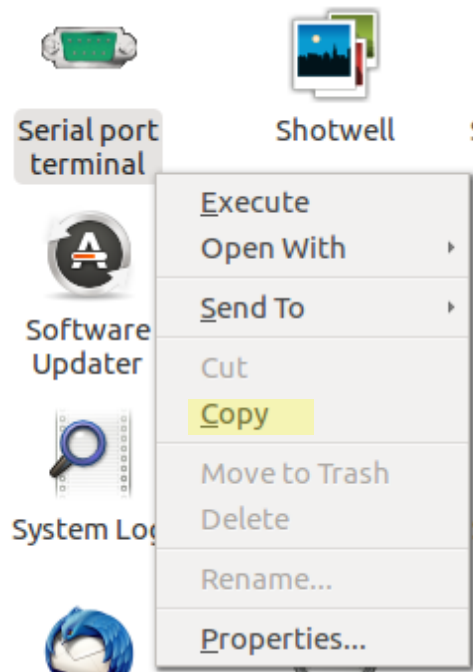 Serial port
terminal
Shotwell
Execute
Open With
Send To
Software
Updater
Cut
Copy
Move to Trash
Delete
System Log
Rename...
Properties...